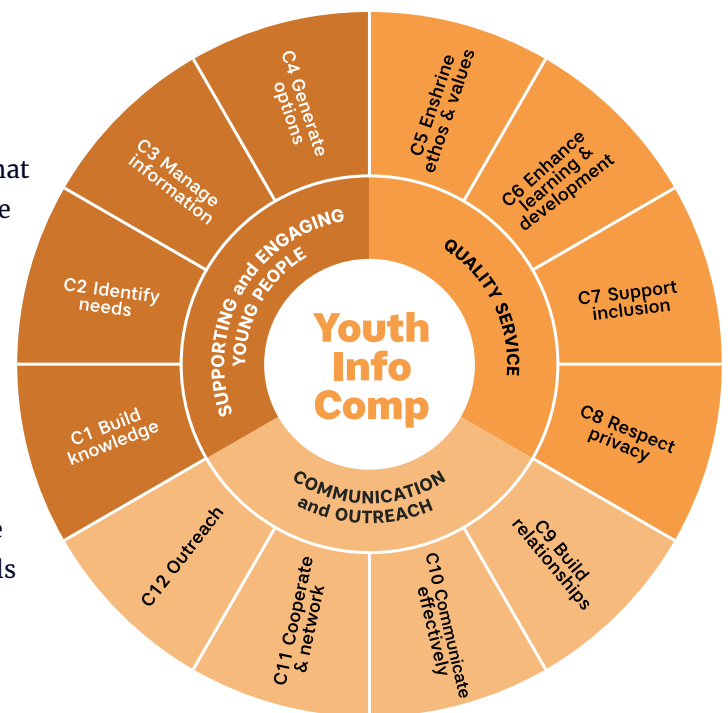 hat
e
e
ls
Youth
Info
Comp
SUPPORTING and ENGAGING
YOUNG PEOPLE
QUALITY SERVICE
COMMUNICATION
and OUTREACH
C1 Build
knowledge
C2 Identify
needs
C3 Manage
information
C4 Generate
options
C5 Enshrine
ethos & values
C6 Enhance
learning &
development
C7 Support
inclusion
C8 Respect
privacy
C9 Build
relationships
C10 Communicate
effectively
C11 Cooperate
& network
C12 Outreach